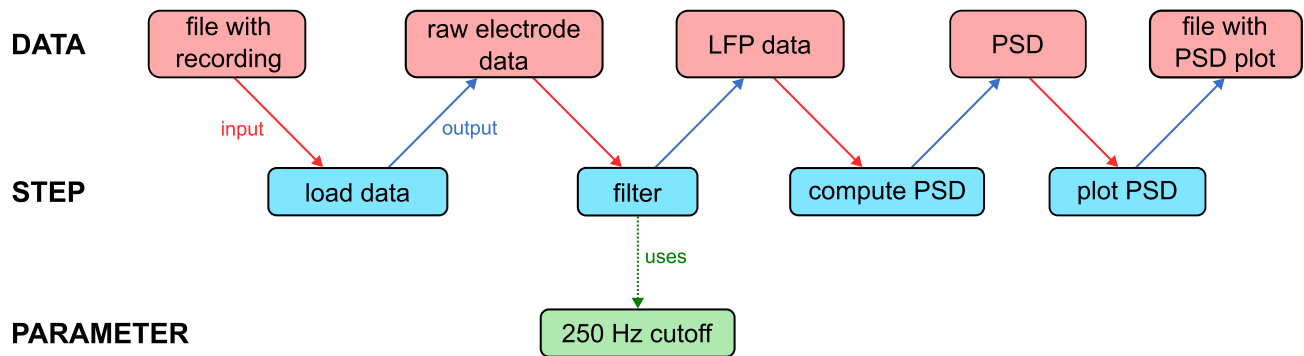 DATA
file with
recording
raw electrode
data
LFP data
PSD
file with
PSD plot
input
output
STEP
load data
filter
compute PSD
plot PSD
uses
PARAMETER
250 Hz cutoff